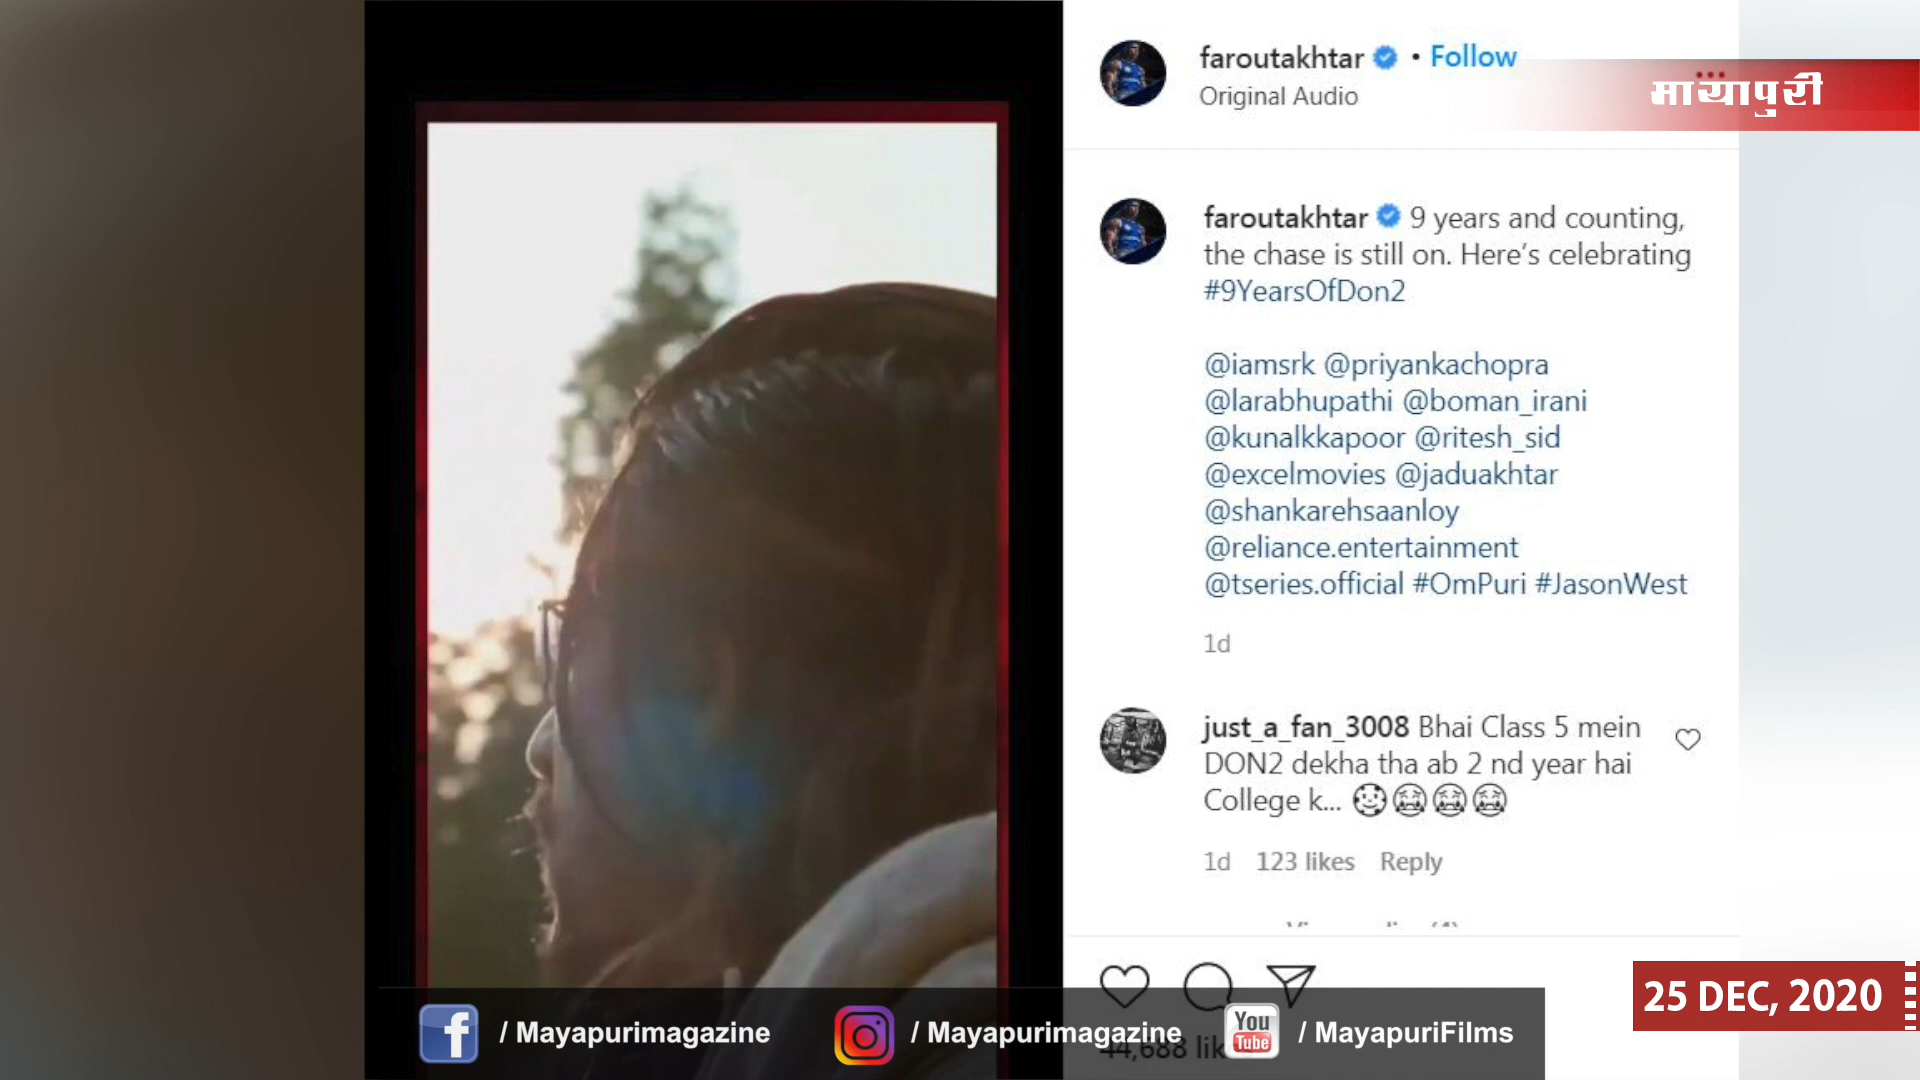 faroutakhtar • Follow
Original Audio
मायापुरी
faroutakhtar 9 years and counting,
the chase is still on. Here's celebrating
#9YearsOfDon2
@iamsrk @priyankachopra
@larabhupathi @boman_irani
@kunalkkapoor @ritesh_sid
@excelmovies @jaduakhtar
@shankarehsaanloy
@reliance.entertainment
@tseries.official #OmPuri #JasonWest
1d
just_a_fan_3008 Bhai Class 5 mein
DON2 dekha tha ab 2 nd year hai
College k...
1d 123 likes Reply
25 DEC, 2020
f / Mayapurimagazine / Mayapurimagazine You Tube / MayapuriFilms
44,688 lik